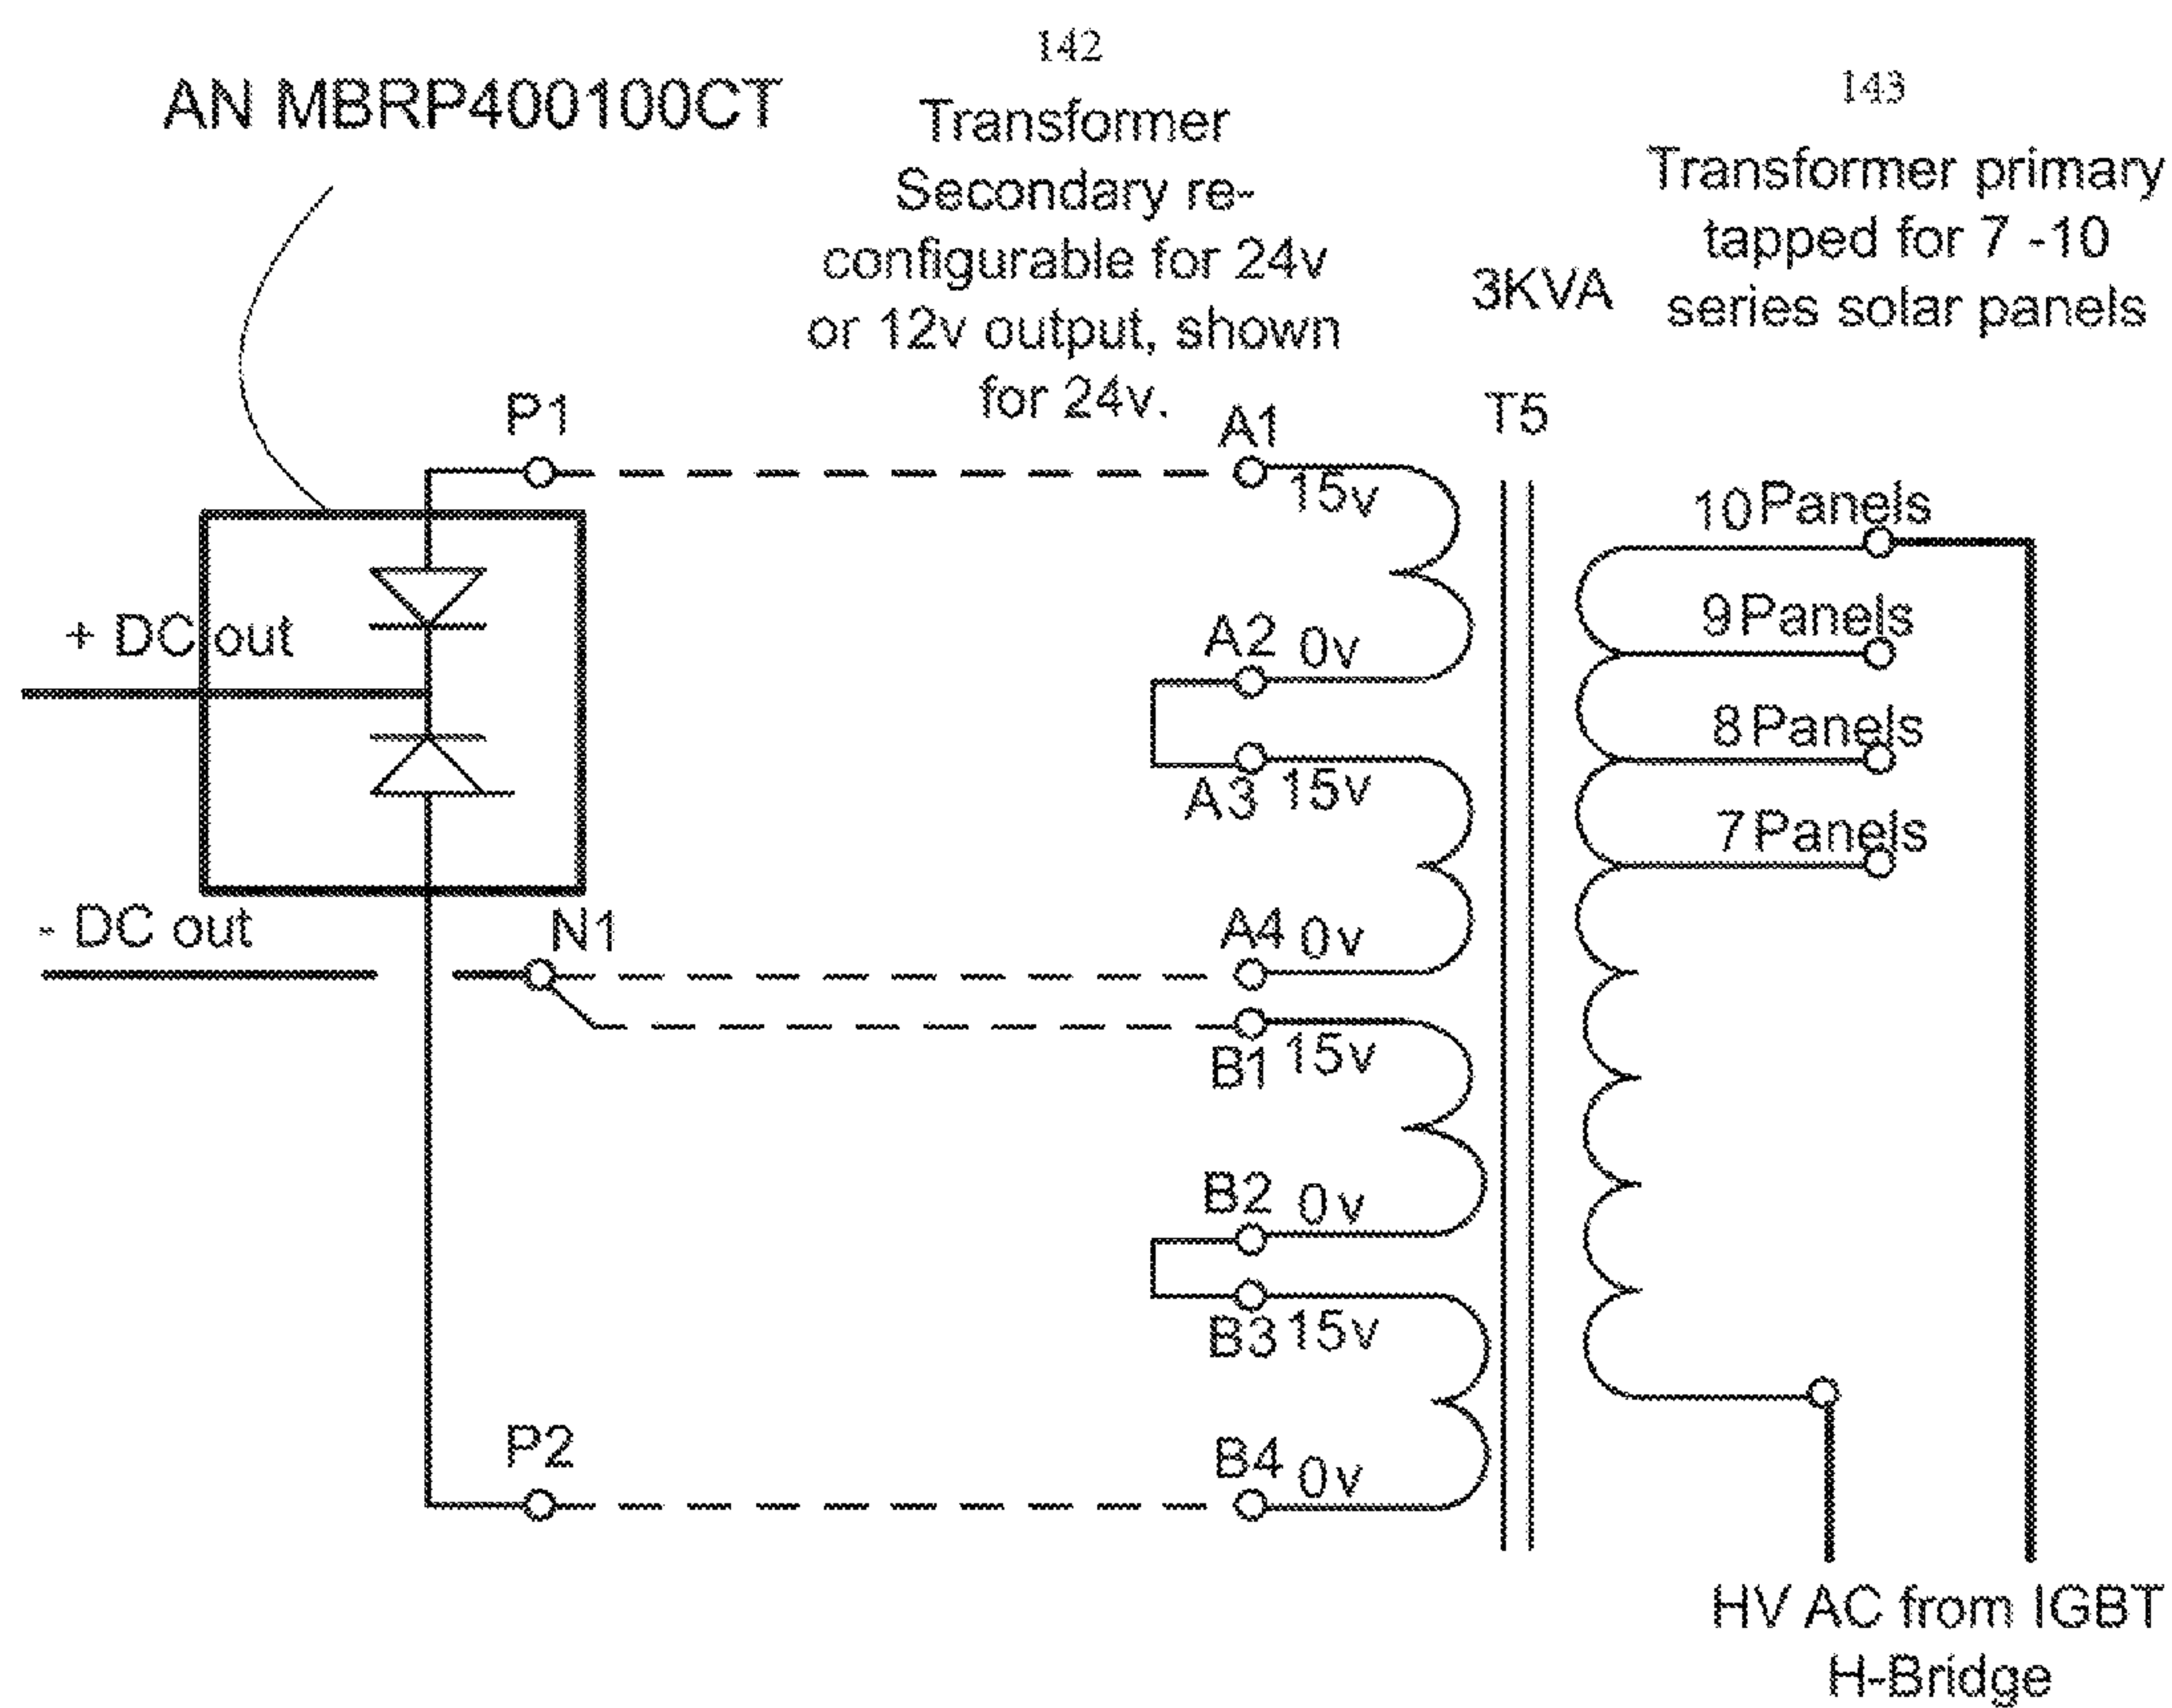 142
143
AN MBRP400100CT
Transformer
Secondary re-
configurable for 24v
or 12v output, shown
for 24v.
3KVA
Transformer primary
tapped for 7 -10
series solar panels
P1
A1
15v
T5
10 Panels
9 Panels
8 Panels
7 Panels
+ DC out
A2 0v
A3 15v
- DC out
N1
A4 0v
B1 15v
B2 0v
B3 15v
P2
B4 0v
HV AC from IGBT
H-Bridge